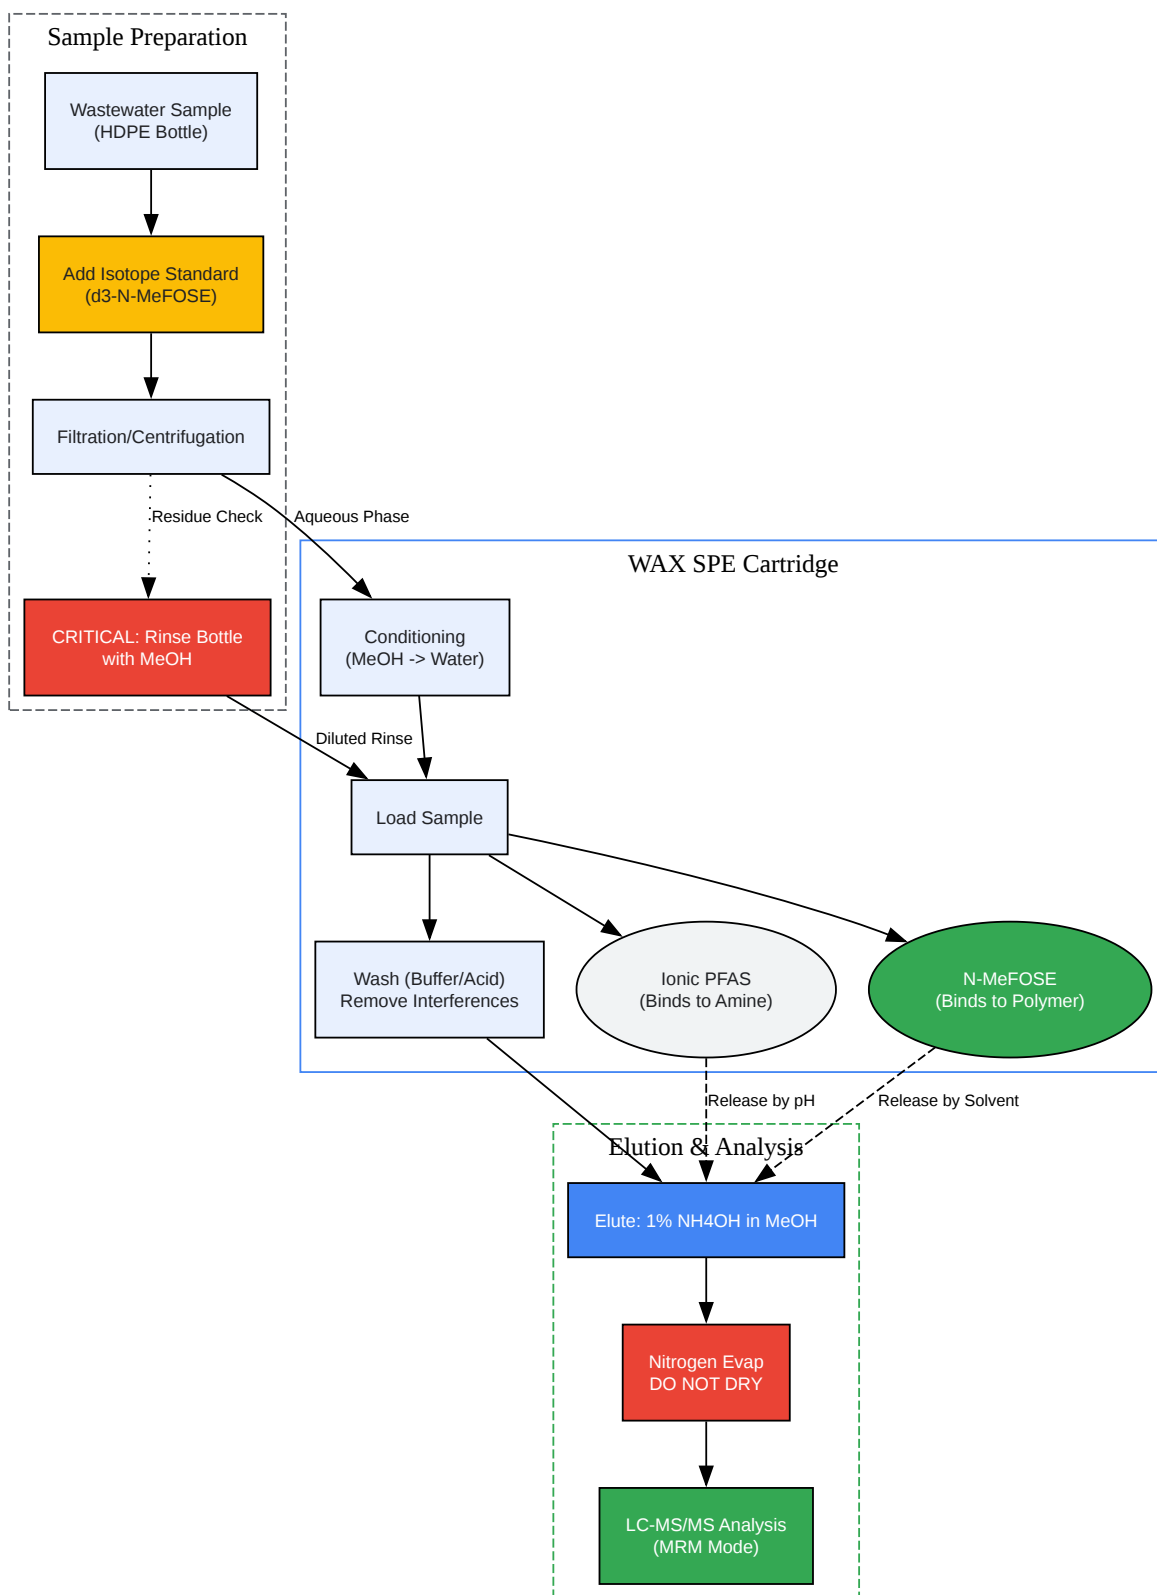 Sample Preparation
Wastewater Sample
(HDPE Bottle)
Add Isotope Standard
(d3-N-MeFOSE)
Filtration/Centrifugation
Residue Check
Aqueous Phase
WAX SPE Cartridge
CRITICAL: Rinse Bottle
with MeOH
Conditioning
(MeOH -> Water)
Diluted Rinse
Load Sample
Wash (Buffer/Acid)
Remove Interferences
Ionic PFAS
(Binds to Amine)
N-MeFOSE
(Binds to Polymer)
Release by pH
Release by Solvent
Elution & Analysis
Elute: 1% NH4OH in MeOH
Nitrogen Evap
DO NOT DRY
LC-MS/MS Analysis
(MRM Mode)